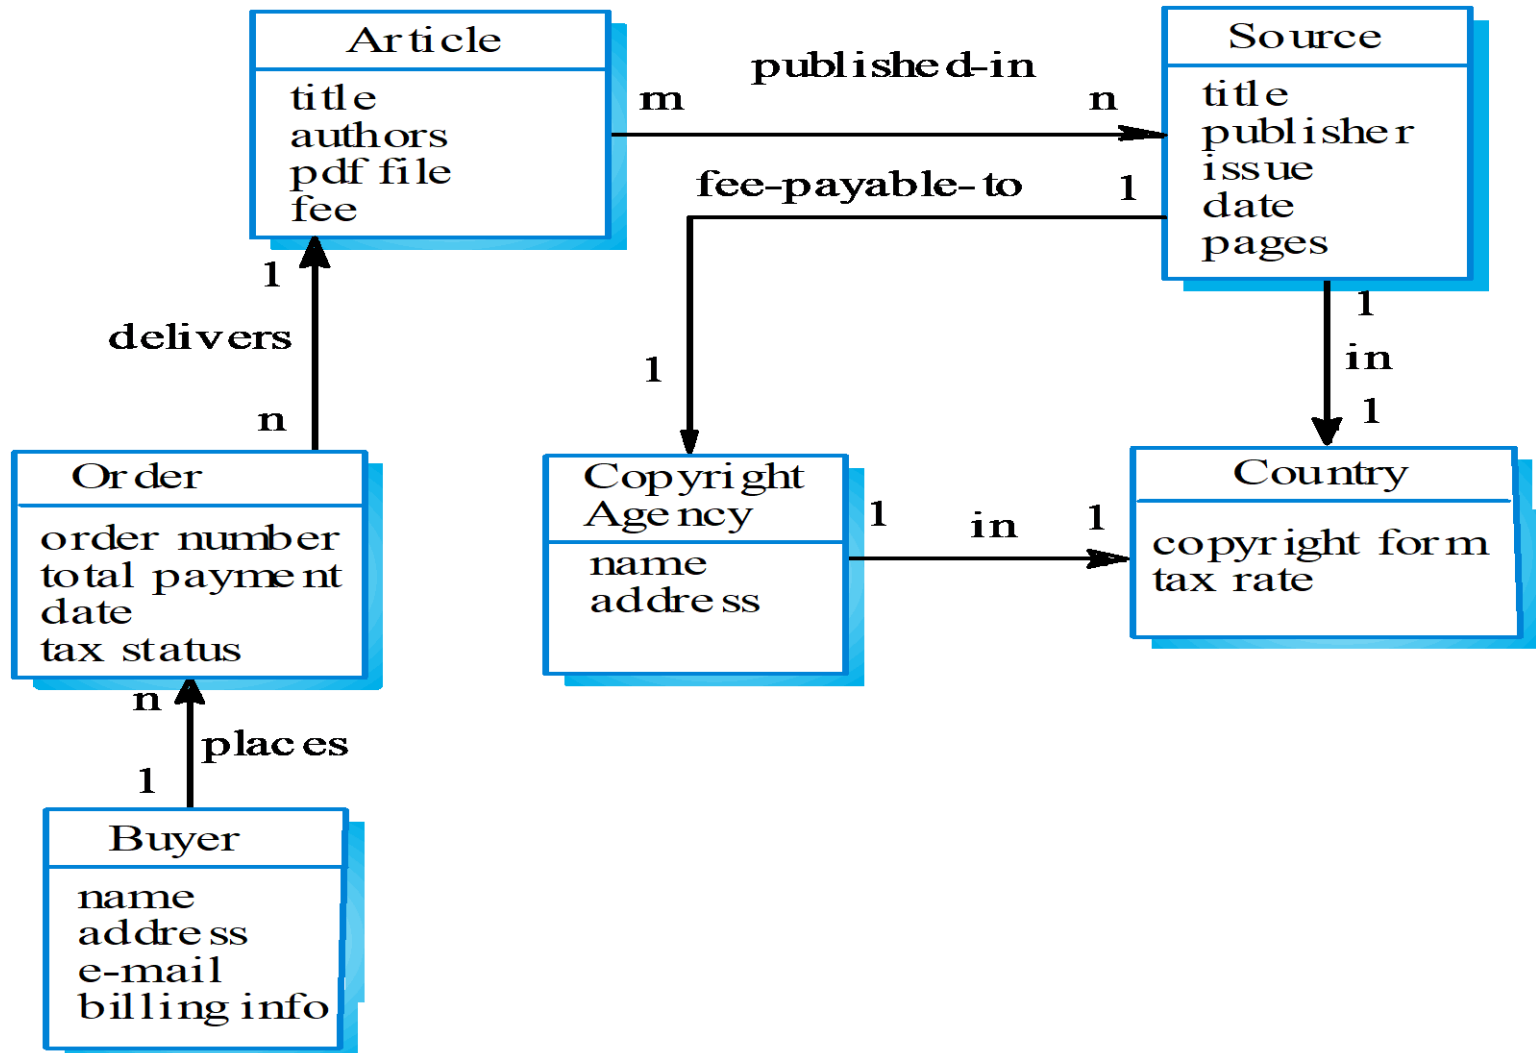 Article
title
authors
pdf file
fee
published-in
m
n
Source
title
publisher
issue
date
pages
fee-payable-to
1
1
1
in
1
1
delivers
n
Order
order number
total payment
date
tax status
Copyright
Agency
name
address
1
in
1
Country
copyright form
tax rate
n
places
1
Buyer
name
address
e-mail
billing info